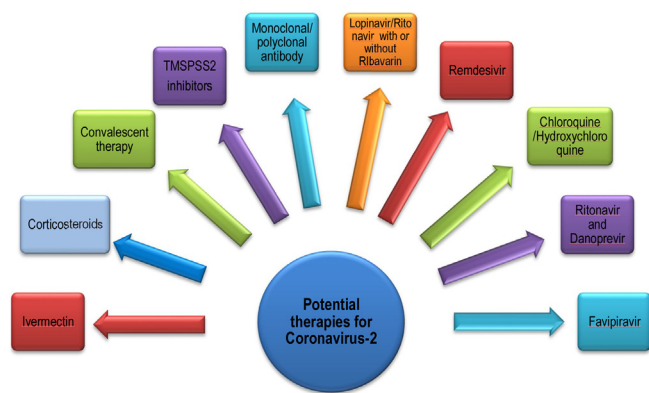 Monoclonal/
polyclonal
antibody
Lopinavir/Rito
navir with or
without
RIbavarin
TMSPSS2
inhibitors
Remdesivir
Convalescent
therapy
Chloroquine
/Hydroxychloro
quine
Corticosteroids
Ritonavir
and
Danoprevir
Ivermectin
Potential
therapies for
Coronavirus-2
Favipiravir